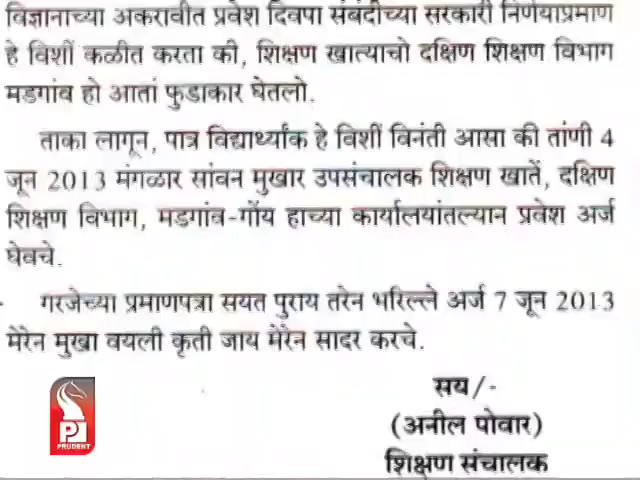 विज्ञानाच्या अकरावीत प्रवेश दिवपा संबंदीच्या सरकारी निर्णयाप्रमाण
हे विशीं कळीत करता की, शिक्षण खात्याचो दक्षिण शिक्षण विभाग
मडगांव हो आतां फुडाकार घेतलो.
ताका लागून, पात्र विद्यार्थ्यांक हे विशीं विनंती आसा की तांणी 4
जून 2013 मंगळार सांवन मुखार उपसंचालक शिक्षण खातें, दक्षिण
शिक्षण विभाग, मडगांव-गोंय हाच्या कार्यालयांतल्यान प्रवेश अर्ज
घेवचे.
गरजेच्या प्रमाणपत्रा सयत पुराय तरेन भरिल्ले अर्ज 7 जून 2013
मेरेन मुखा वयली कृती जाय मेरेन सादर करचे.
सय/-
(अनील पोवार)
शिक्षण संचालक
PRUDENT